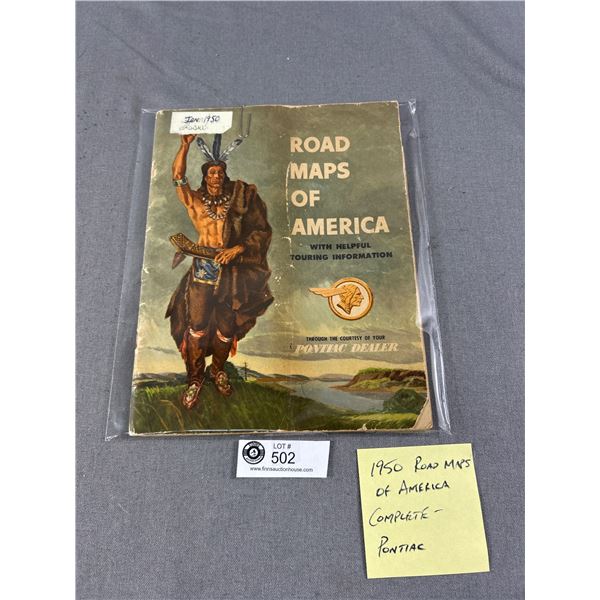 ROAD
MAPS
OF
AMERICA
WITH HELPFUL
TOURING INFORMATION
THROUGH THE COURTESY OF YOUR
PONTIAC DEALER
LOT #
502
www.finnsauctionhouse.com
1950 ROAD MAPS
OF AMERICA
COMPLETE -
PONTIAC